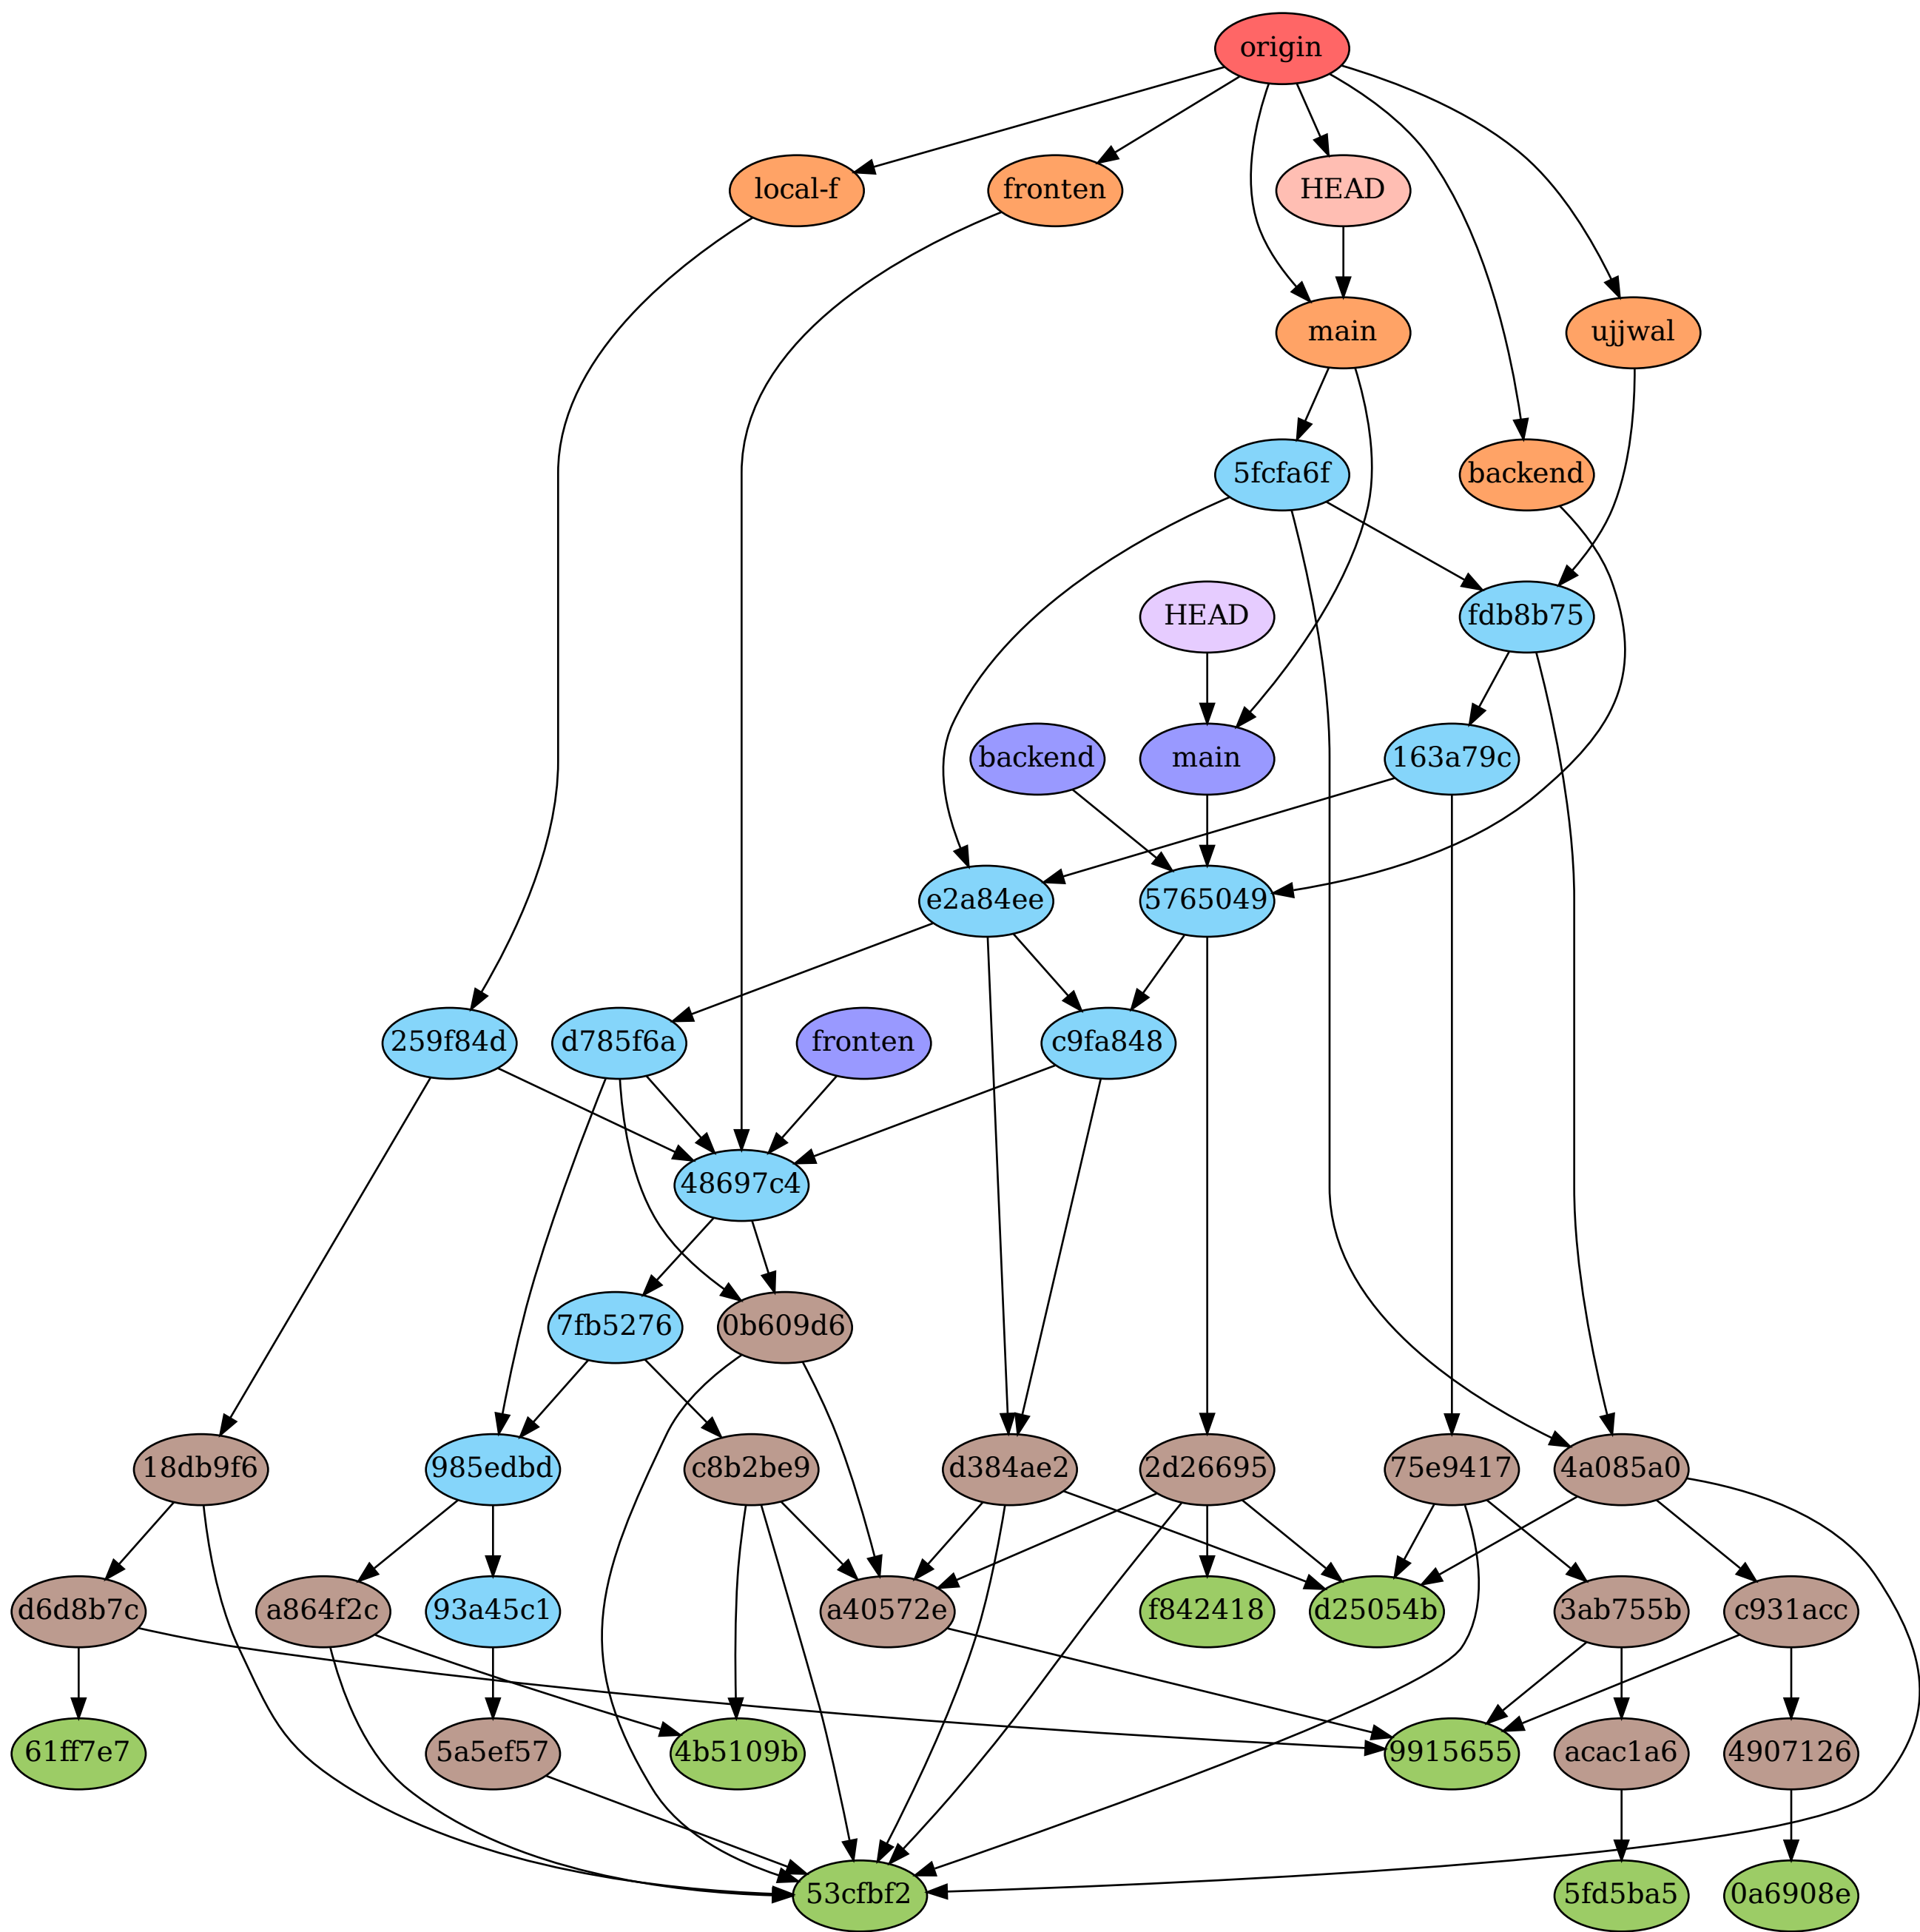 origin
local-f
fronten
HEAD
main
ujjwal
5fcfa6f
backend
HEAD
fdb8b75
backend
main
163a79c
e2a84ee
5765049
259f84d
d785f6a
fronten
c9fa848
48697c4
7fb5276
0b609d6
18db9f6
985edbd
c8b2be9
d384ae2
2d26695
75e9417
4a085a0
d6d8b7c
a864f2c
93a45c1
a40572e
f842418
d25054b
3ab755b
c931acc
61ff7e7
5a5ef57
4b5109b
9915655
acac1a6
4907126
53cfbf2
5fd5ba5
0a6908e